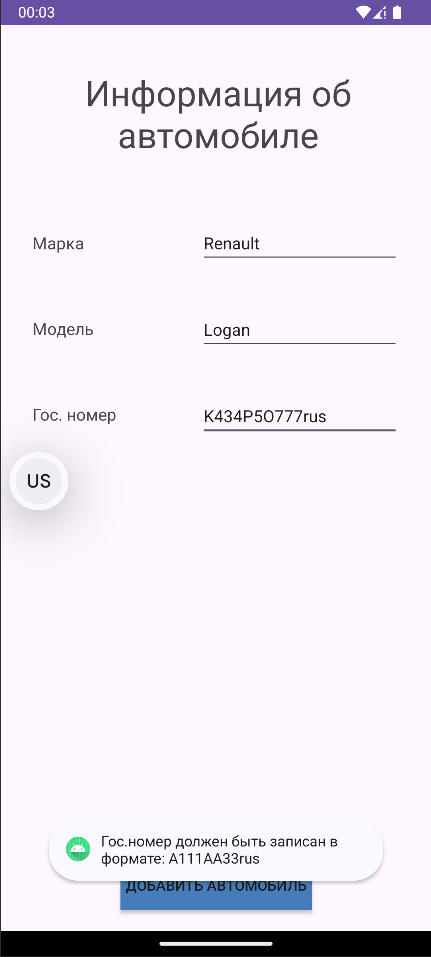 00:03
Информация об
автомобиле
Марка
Renault
Модель
Logan
Гос. номер
K434P5O777rus
US
Гос.номер должен быть записан в
формате: A111AA33rus
ДОБАВИТЬ АВТОМОБИЛЬ